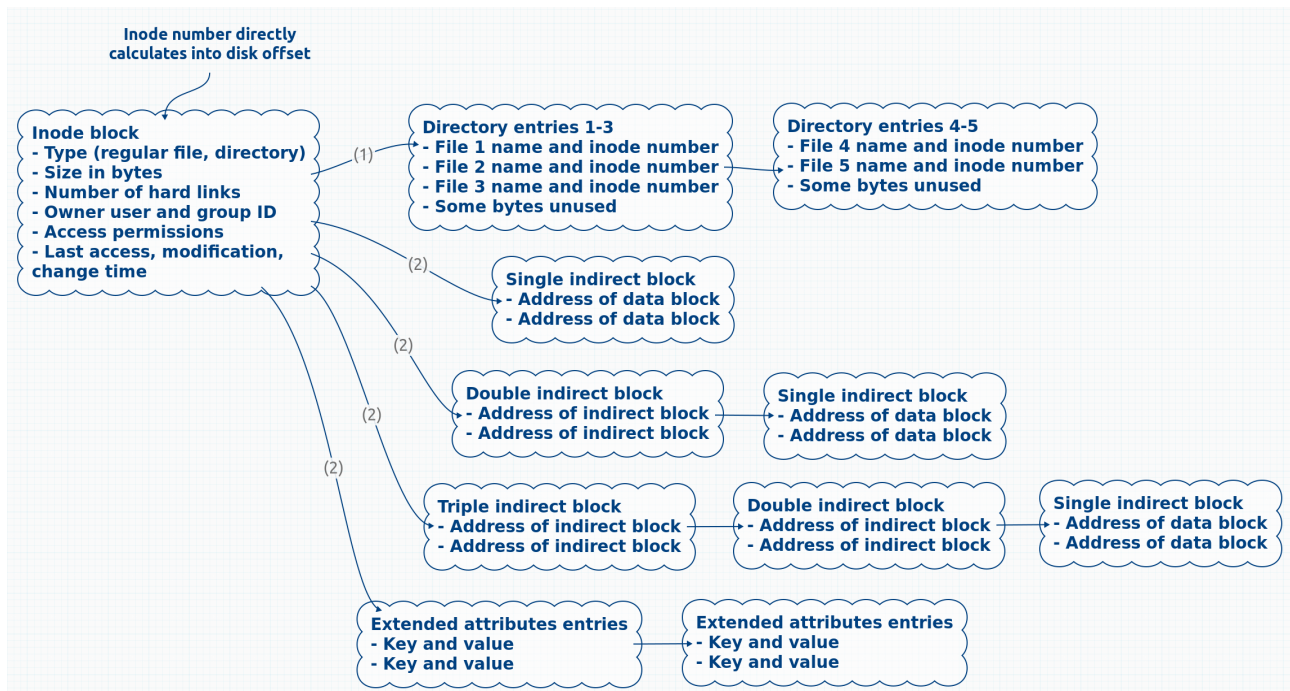 Inode number directly
calculates into disk offset
Inode block
- Type (regular file, directory)
- Size in bytes
- Number of hard links
- Owner user and group ID
- Access permissions
- Last access, modification,
change time
(1)
Directory entries 1-3
- File 1 name and inode number
- File 2 name and inode number
- File 3 name and inode number
- Some bytes unused
Directory entries 4-5
- File 4 name and inode number
- File 5 name and inode number
- Some bytes unused
(2)
Single indirect block
- Address of data block
- Address of data block
(2)
Double indirect block
- Address of indirect block
- Address of indirect block
Single indirect block
- Address of data block
- Address of data block
(2)
Triple indirect block
- Address of indirect block
- Address of indirect block
Double indirect block
- Address of indirect block
- Address of indirect block
Single indirect block
- Address of data block
- Address of data block
(2)
Extended attributes entries
- Key and value
- Key and value
Extended attributes entries
- Key and value
- Key and value